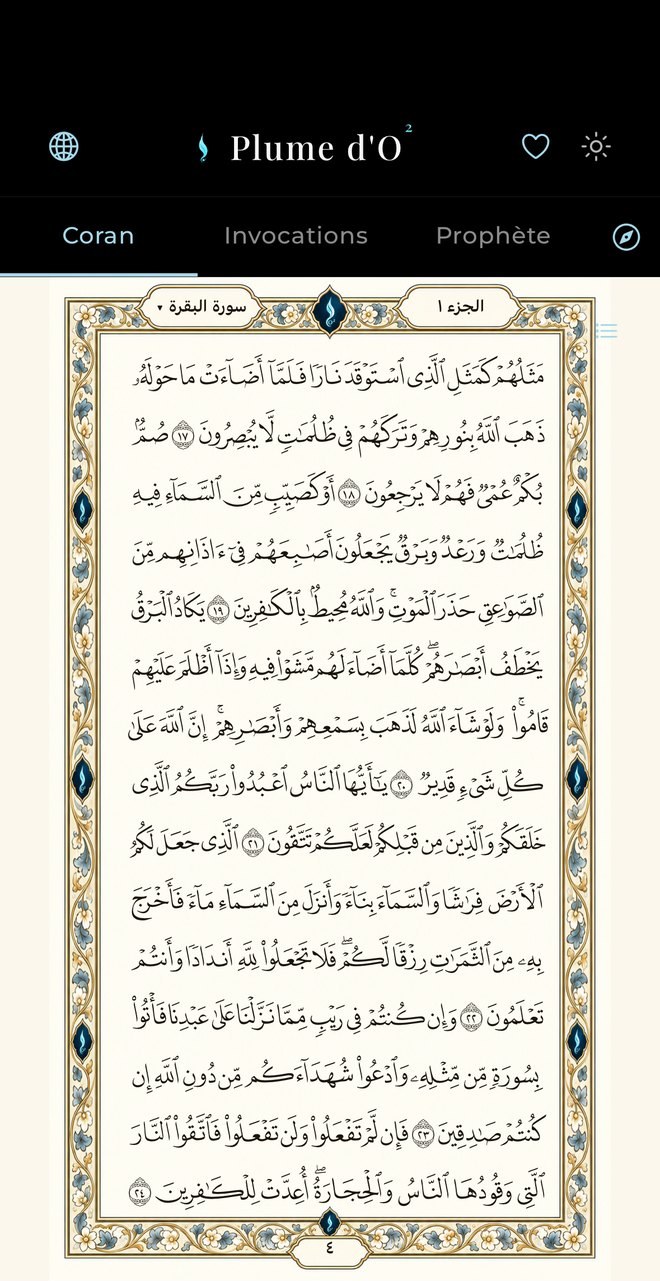 Plume d'O²
Coran Invocations Prophète
الجزء ١ سورة البقرة ▾
مَثَلُهُمْ كَمَثَلِ ٱلَّذِى ٱسْتَوْقَدَ نَارًا فَلَمَّآ أَضَآءَتْ مَا حَوْلَهُۥ
ذَهَبَ ٱللَّهُ بِنُورِهِمْ وَتَرَكَهُمْ فِى ظُلُمَٰتٍ لَّا يُبْصِرُونَ ١٧ صُمٌّۢ
بُكْمٌ عُمْىٌ فَهُمْ لَا يَرْجِعُونَ ١٨ أَوْ كَصَيِّبٍ مِّنَ ٱلسَّمَآءِ فِيهِ
ظُلُمَٰتٌ وَرَعْدٌ وَبَرْقٌ يَجْعَلُونَ أَصَٰبِعَهُمْ فِىٓ ءَاذَانِهِم مِّنَ
ٱلصَّوَٰعِقِ حَذَرَ ٱلْمَوْتِ ۚ وَٱللَّهُ مُحِيطٌۢ بِٱلْكَٰفِرِينَ ١٩ يَكَادُ ٱلْبَرْقُ
يَخْطَفُ أَبْصَٰرَهُمْ ۖ كُلَّمَآ أَضَآءَ لَهُم مَّشَوْا۟ فِيهِ وَإِذَآ أَظْلَمَ عَلَيْهِمْ
قَامُوا۟ ۚ وَلَوْ شَآءَ ٱللَّهُ لَذَهَبَ بِسَمْعِهِمْ وَأَبْصَٰرِهِمْ ۚ إِنَّ ٱللَّهَ عَلَىٰ
كُلِّ شَىْءٍ قَدِيرٌ ٢٠ يَٰٓأَيُّهَا ٱلنَّاسُ ٱعْبُدُوا۟ رَبَّكُمُ ٱلَّذِى
خَلَقَكُمْ وَٱلَّذِينَ مِن قَبْلِكُمْ لَعَلَّكُمْ تَتَّقُونَ ٢١ ٱلَّذِى جَعَلَ لَكُمُ
ٱلْأَرْضَ فِرَٰشًا وَٱلسَّمَآءَ بِنَآءً وَأَنزَلَ مِنَ ٱلسَّمَآءِ مَآءً فَأَخْرَجَ
بِهِۦ مِنَ ٱلثَّمَرَٰتِ رِزْقًا لَّكُمْ ۖ فَلَا تَجْعَلُوا۟ لِلَّهِ أَندَادًا وَأَنتُمْ
تَعْلَمُونَ ٢٢ وَإِن كُنتُمْ فِى رَيْبٍ مِّمَّا نَزَّلْنَا عَلَىٰ عَبْدِنَا فَأْتُوا۟
بِسُورَةٍ مِّن مِّثْلِهِۦ وَٱدْعُوا۟ شُهَدَآءَكُم مِّن دُونِ ٱللَّهِ إِن
كُنتُمْ صَٰدِقِينَ ٢٣ فَإِن لَّمْ تَفْعَلُوا۟ وَلَن تَفْعَلُوا۟ فَٱتَّقُوا۟ ٱلنَّارَ
ٱلَّتِى وَقُودُهَا ٱلنَّاسُ وَٱلْحِجَارَةُ ۖ أُعِدَّتْ لِلْكَٰفِرِينَ ٢٤
٤